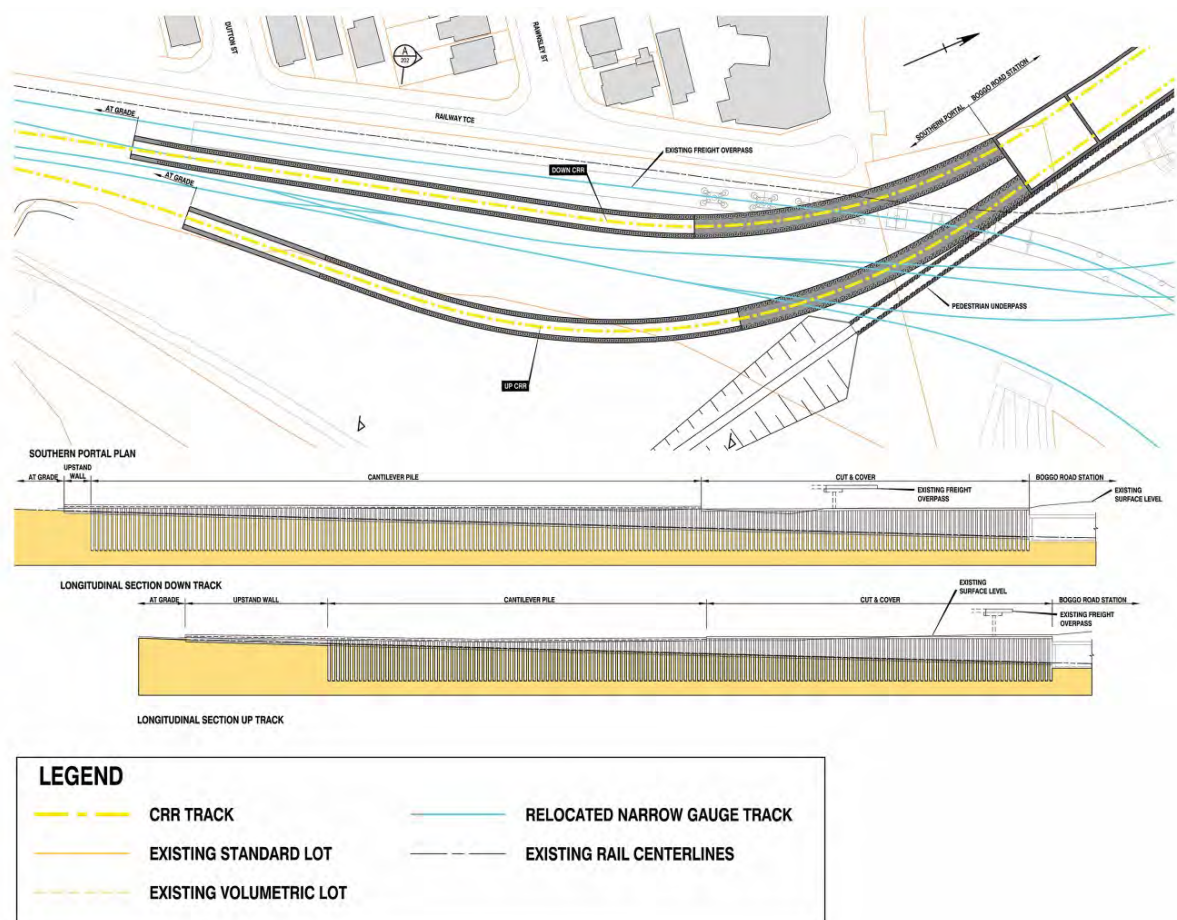 DUTTON ST
RAWNSLEY ST
A
202
AT GRADE
RAILWAY TCE
BOGGO ROAD STATION
SOUTHERN PORTAL
EXISTING FREIGHT OVERPASS
DOWN CRR
AT GRADE
PEDESTRIAN UNDERPASS
UP CRR
SOUTHERN PORTAL PLAN
AT GRADE
UPSTAND
WALL
CANTILEVER PILE
CUT & COVER
BOGGO ROAD STATION
EXISTING FREIGHT
OVERPASS
EXISTING
SURFACE LEVEL
LONGITUDINAL SECTION DOWN TRACK
AT GRADE
UPSTAND WALL
CANTILEVER PILE
CUT & COVER
BOGGO ROAD STATION
EXISTING
SURFACE LEVEL
EXISTING FREIGHT
OVERPASS
LONGITUDINAL SECTION UP TRACK
LEGEND
CRR TRACK
RELOCATED NARROW GAUGE TRACK
EXISTING STANDARD LOT
EXISTING RAIL CENTERLINES
EXISTING VOLUMETRIC LOT